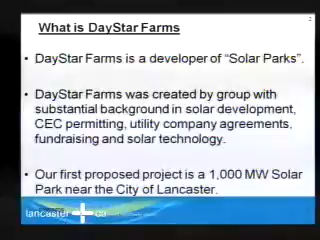 2
What is DayStar Farms
• DayStar Farms is a developer of “Solar Parks”.
• DayStar Farms was created by group with
substantial background in solar development,
CEC permitting, utility company agreements,
fundraising and solar technology.
• Our first proposed project is a 1,000 MW Solar
Park near the City of Lancaster.
lancaster ca